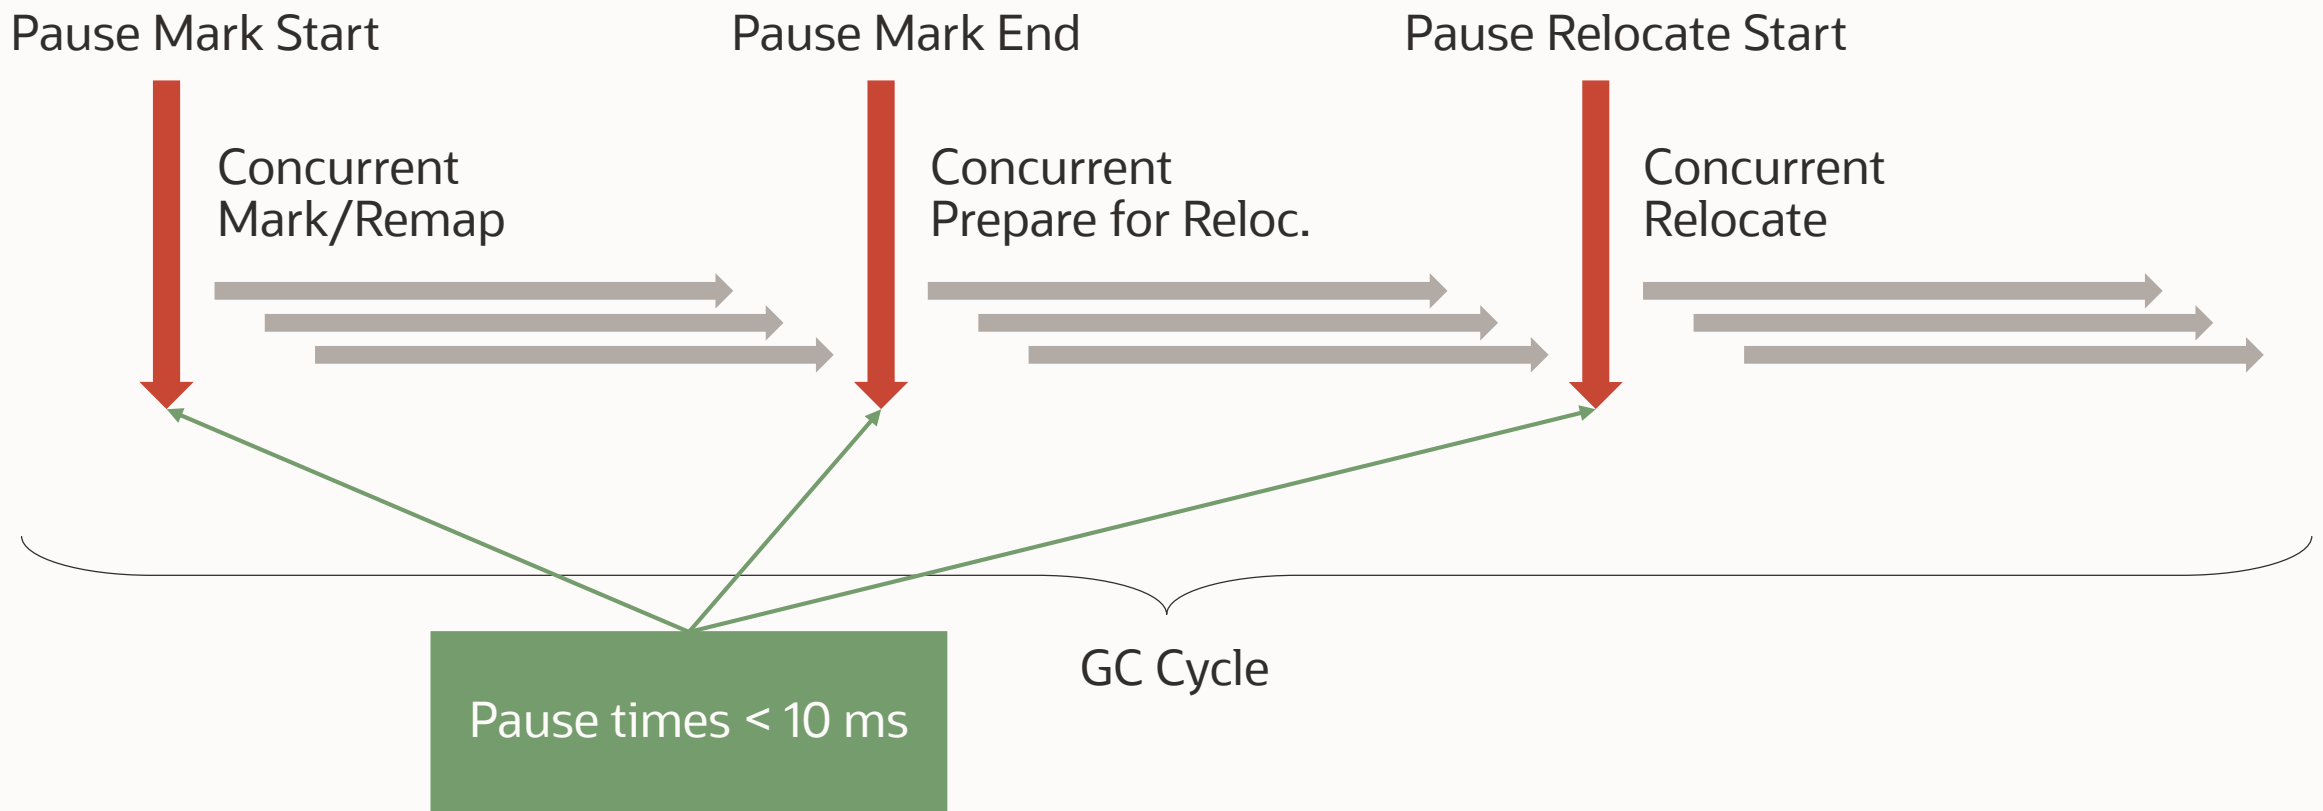 Pause Mark Start
Pause Mark End
Pause Relocate Start
Concurrent
Mark/Remap
Concurrent
Prepare for Reloc.
Concurrent
Relocate
GC Cycle
Pause times < 10 ms